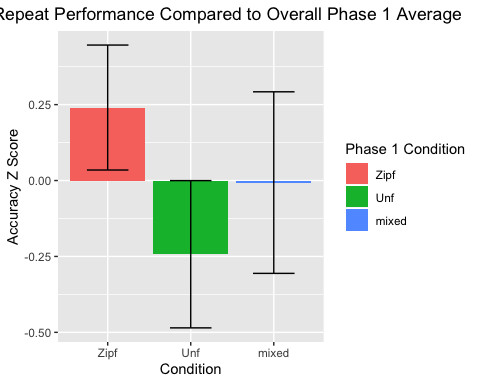 Repeat Performance Compared to Overall Phase 1 Average
Accuracy Z Score
0.25
0.00
-0.25
-0.50
Zipf
Unf
mixed
Condition
Phase 1 Condition
Zipf
Unf
mixed